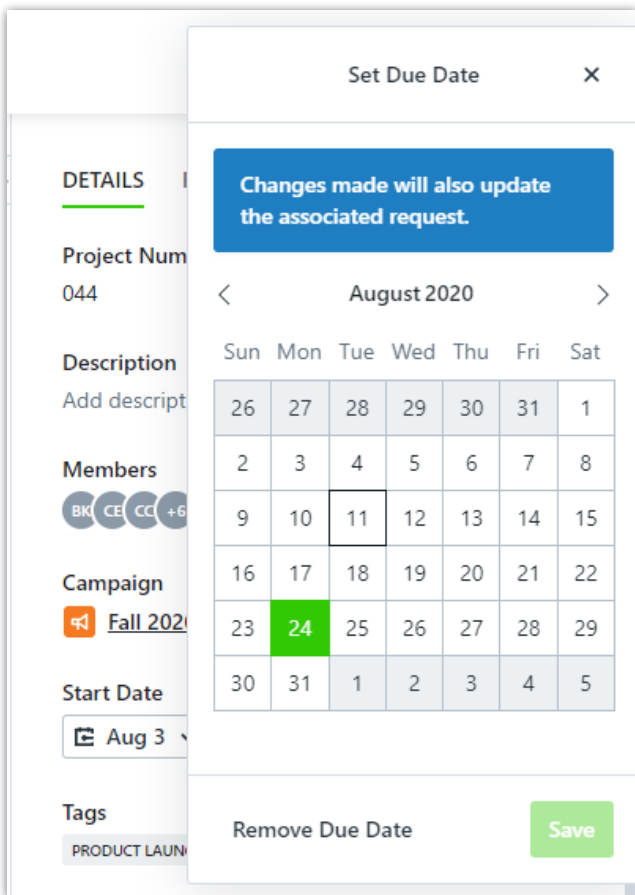 Set Due Date ×
Changes made will also update
the associated request.
DETAILS
Project Num
044
August 2020
Sun Mon Tue Wed Thu Fri Sat
Description
Add descript
26 27 28 29 30 31 1
2 3 4 5 6 7 8
Members
BK CE CC +6
9 10 11 12 13 14 15
16 17 18 19 20 21 22
Campaign
Fall 202
23 24 25 26 27 28 29
30 31 1 2 3 4 5
Start Date
Aug 3
Tags
PRODUCT LAUN
Remove Due Date
Save